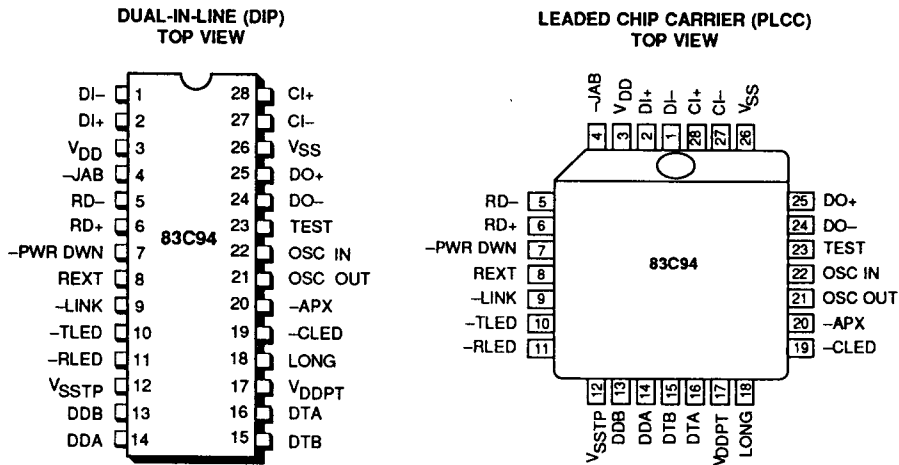 DUAL-IN-LINE (DIP)
TOP VIEW
DI– 1 28 CI+
DI+ 2 27 CI–
VDD 3 26 VSS
–JAB 4 25 DO+
RD– 5 24 DO–
RD+ 6 23 TEST
83C94
–PWR DWN 7 22 OSC IN
REXT 8 21 OSC OUT
–LINK 9 20 –APX
–TLED 10 19 –CLED
–RLED 11 18 LONG
VSSTP 12 17 VDDPT
DDB 13 16 DTA
DDA 14 15 DTB
LEADED CHIP CARRIER (PLCC)
TOP VIEW
–JAB VDD DI+ DI– CI+ CI– VSS
4 3 2 1 28 27 26
RD– 5 25 DO+
RD+ 6 24 DO–
–PWR DWN 7 23 TEST
83C94
REXT 8 22 OSC IN
–LINK 9 21 OSC OUT
–TLED 10 20 –APX
–RLED 11 19 –CLED
12 13 14 15 16 17 18
VSSTP DDB DDA DTB DTA VDDPT LONG